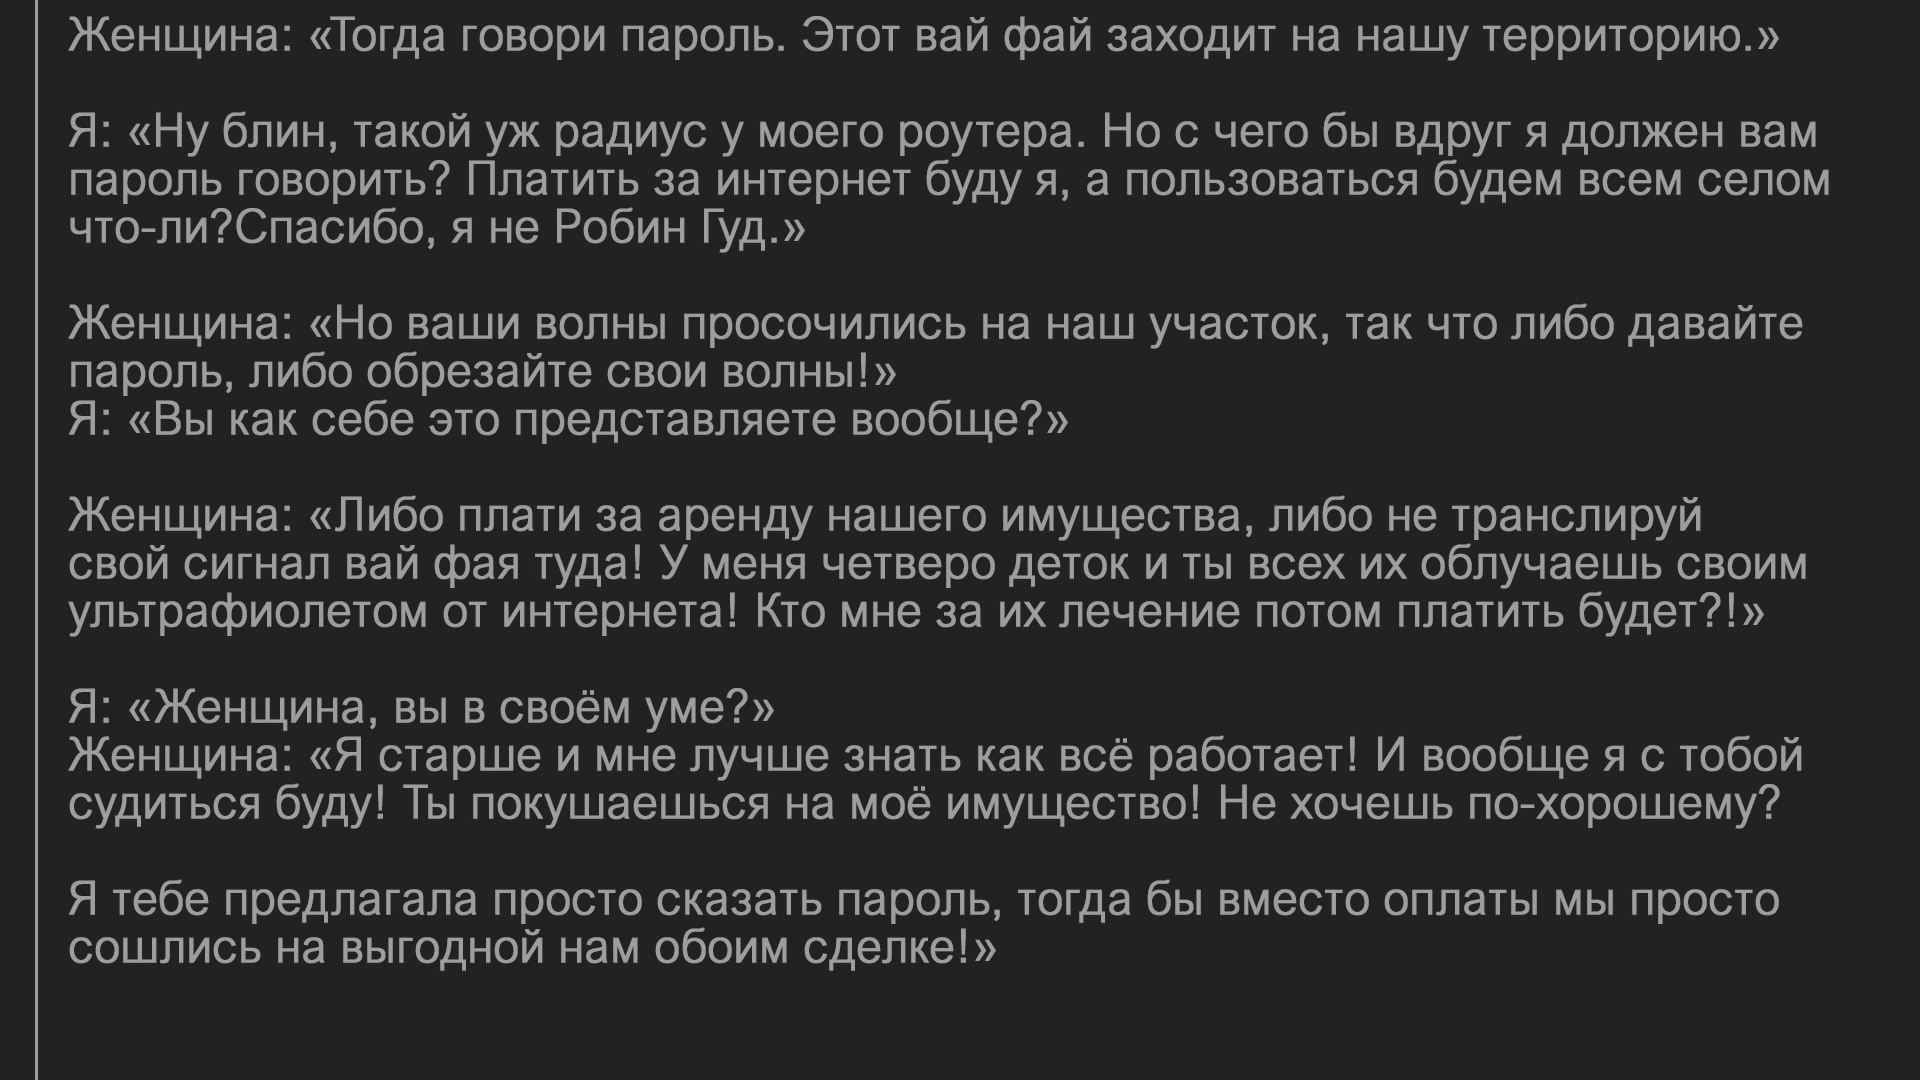 Женщина: «Тогда говори пароль. Этот вай фай заходит на нашу территорию.»
Я: «Ну блин, такой уж радиус у моего роутера. Но с чего бы вдруг я должен вам
пароль говорить? Платить за интернет буду я, а пользоваться будем всем селом
что-ли?Спасибо, я не Робин Гуд.»
Женщина: «Но ваши волны просочились на наш участок, так что либо давайте
пароль, либо обрезайте свои волны!»
Я: «Вы как себе это представляете вообще?»
Женщина: «Либо плати за аренду нашего имущества, либо не транслируй
свой сигнал вай фая туда! У меня четверо деток и ты всех их облучаешь своим
ультрафиолетом от интернета! Кто мне за их лечение потом платить будет?!»
Я: «Женщина, вы в своём уме?»
Женщина: «Я старше и мне лучше знать как всё работает! И вообще я с тобой
судиться буду! Ты покушаешься на моё имущество! Не хочешь по-хорошему?
Я тебе предлагала просто сказать пароль, тогда бы вместо оплаты мы просто
сошлись на выгодной нам обоим сделке!»